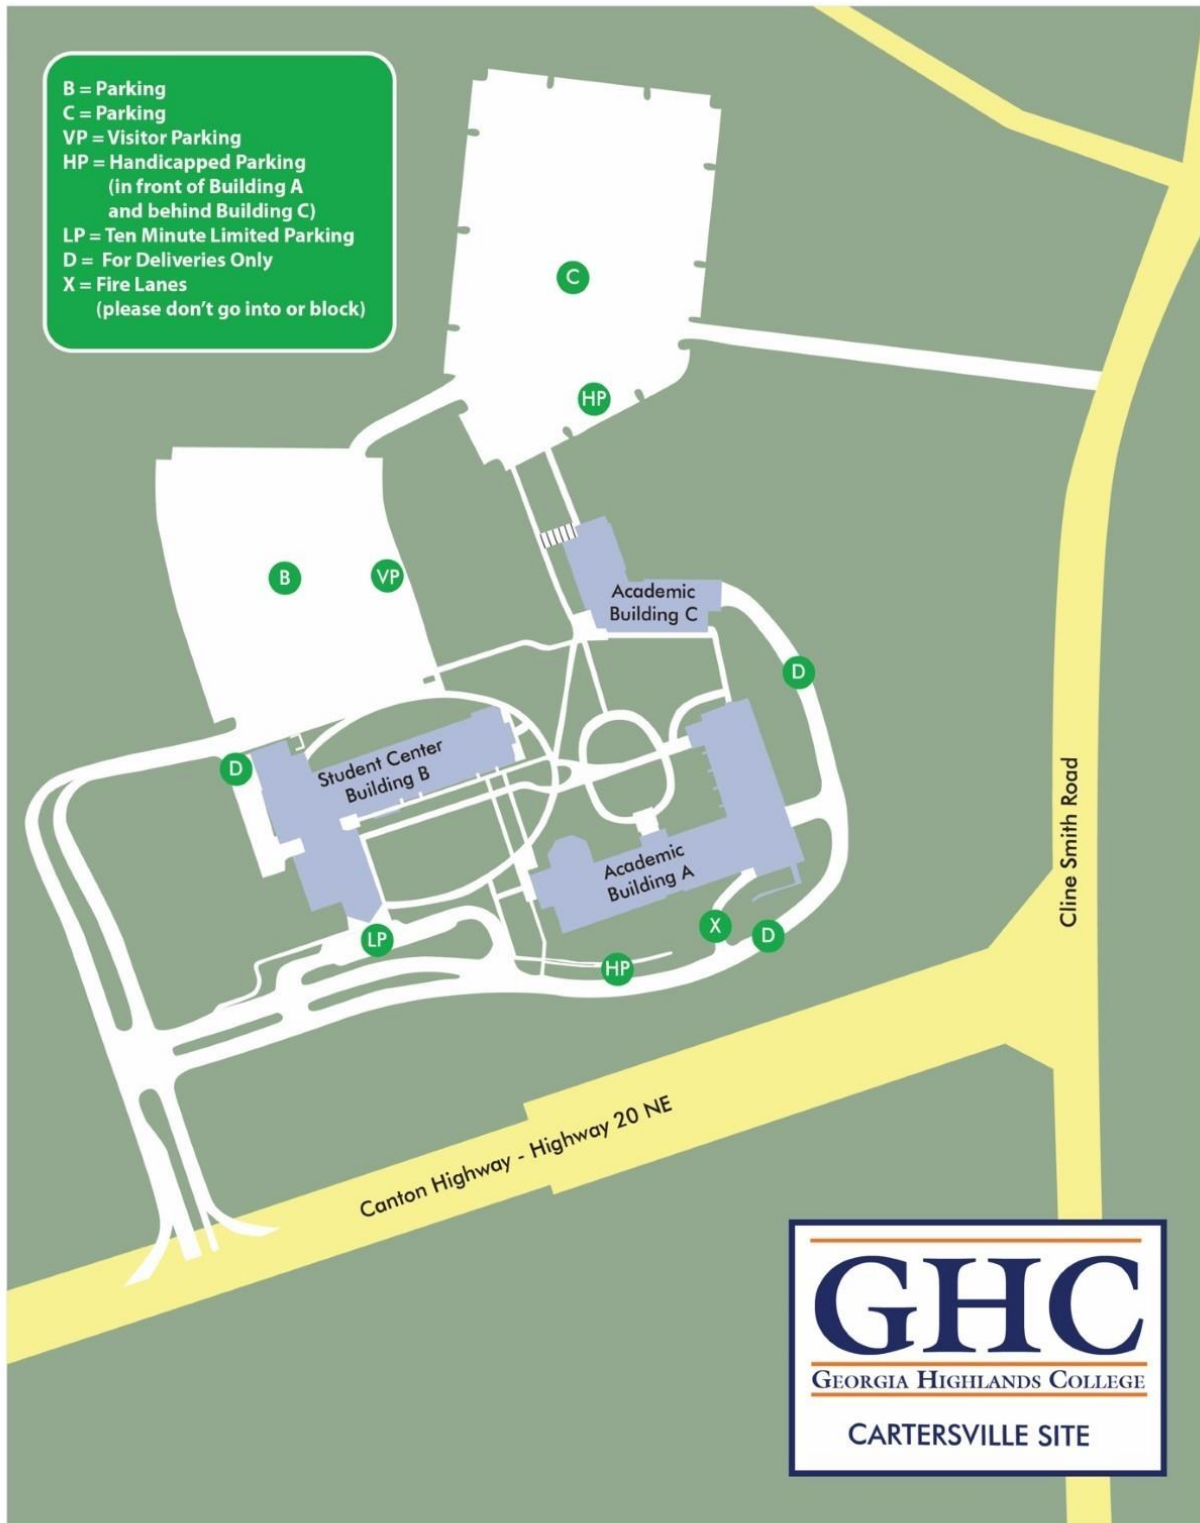 B = Parking
C = Parking
VP = Visitor Parking
HP = Handicapped Parking
(in front of Building A
and behind Building C)
LP = Ten Minute Limited Parking
D = For Deliveries Only
X = Fire Lanes
(please don't go into or block)
C
HP
B
VP
Academic
Building C
D
D
Student Center
Building B
Academic
Building A
Cline Smith Road
LP
X
D
HP
Canton Highway - Highway 20 NE
GHC
GEORGIA HIGHLANDS COLLEGE
CARTERSVILLE SITE